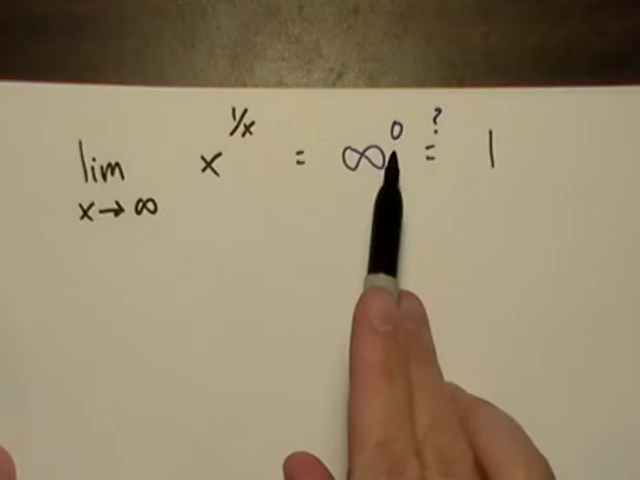 lim x→∞ x^(1/x) = ∞^0 ?= 1